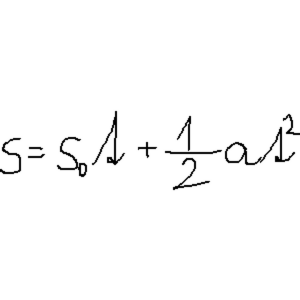 S = S₀t + 1/2 at²